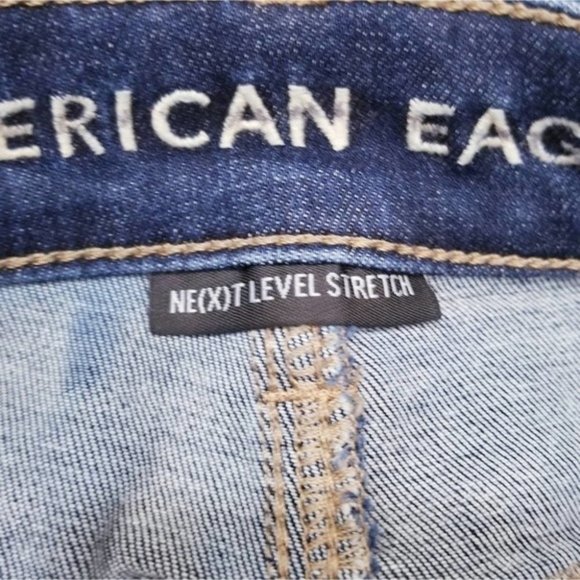 ERICAN EAG
NE(X)T LEVEL STRETCH